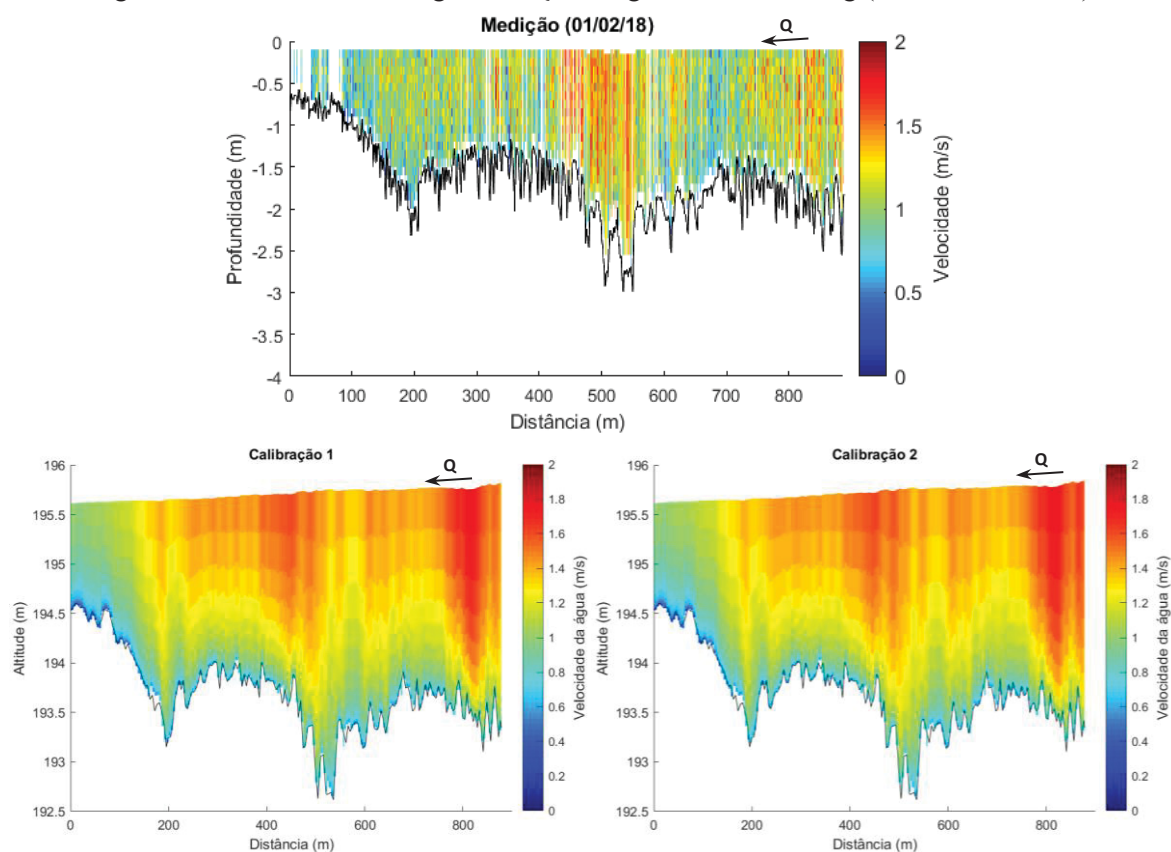 Medição (01/02/18)
Q
0
-0.5
-1
-1.5
-2
-2.5
-3
-3.5
-4
Profundidade (m)
0 100 200 300 400 500 600 700 800
Distância (m)
2
1.5
1
0.5
0
Velocidade (m/s)
Calibração 1
Q
196
195.5
195
194.5
194
193.5
193
192.5
Altitude (m)
0 200 400 600 800
Distância (m)
2
1.8
1.6
1.4
1.2
1
0.8
0.6
0.4
0.2
0
Velocidade da água (m/s)
Calibração 2
Q
196
195.5
195
194.5
194
193.5
193
192.5
Altitude (m)
0 200 400 600 800
Distância (m)
2
1.8
1.6
1.4
1.2
1
0.8
0.6
0.4
0.2
0
Velocidade da água (m/s)